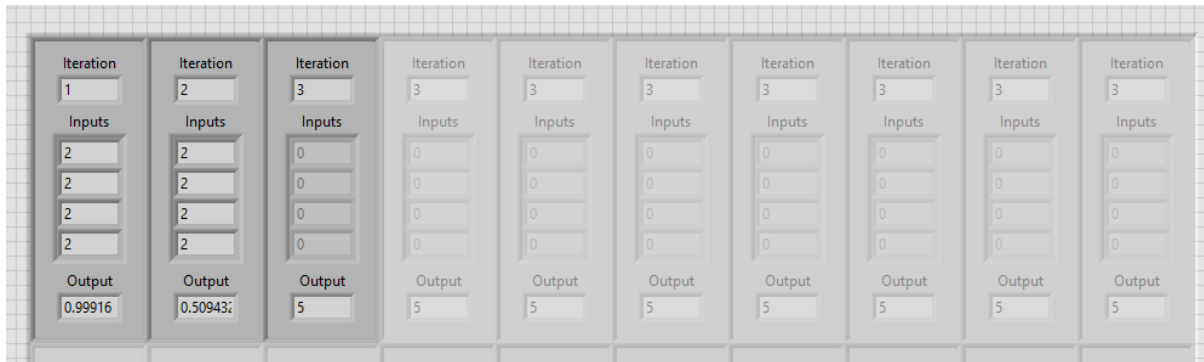 Iteration Iteration Iteration Iteration Iteration Iteration Iteration Iteration Iteration Iteration
1 2 3 3 3 3 3 3 3 3
Inputs Inputs Inputs Inputs Inputs Inputs Inputs Inputs Inputs Inputs
2 2 0 0 0 0 0 0 0 0
2 2 0 0 0 0 0 0 0 0
2 2 0 0 0 0 0 0 0 0
2 2 0 0 0 0 0 0 0 0
Output Output Output Output Output Output Output Output Output Output
0.99916 0.509432 5 5 5 5 5 5 5 5